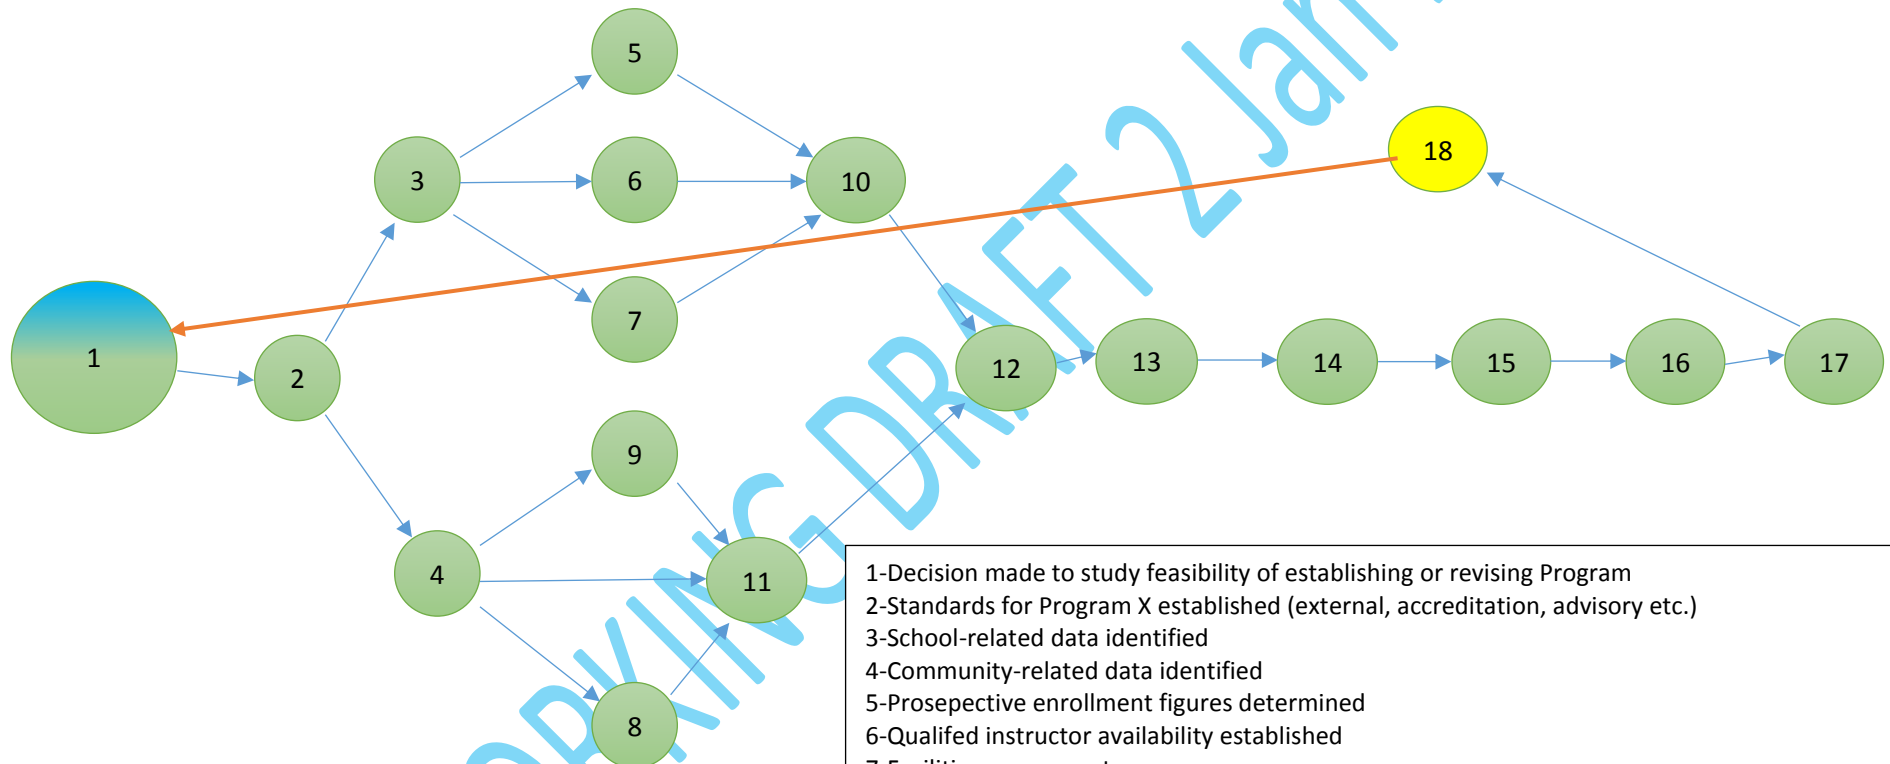 5
18
3
6
10
7
1
2
12
13
14
15
16
17
9
4
11
8
DRAFT 2 Jan
1-Decision made to study feasibility of establishing or revising Program
2-Standards for Program X established (external, accreditation, advisory etc.)
3-School-related data identified
4-Community-related data identified
5-Prosepective enrollment figures determined
6-Qualifed instructor availability established